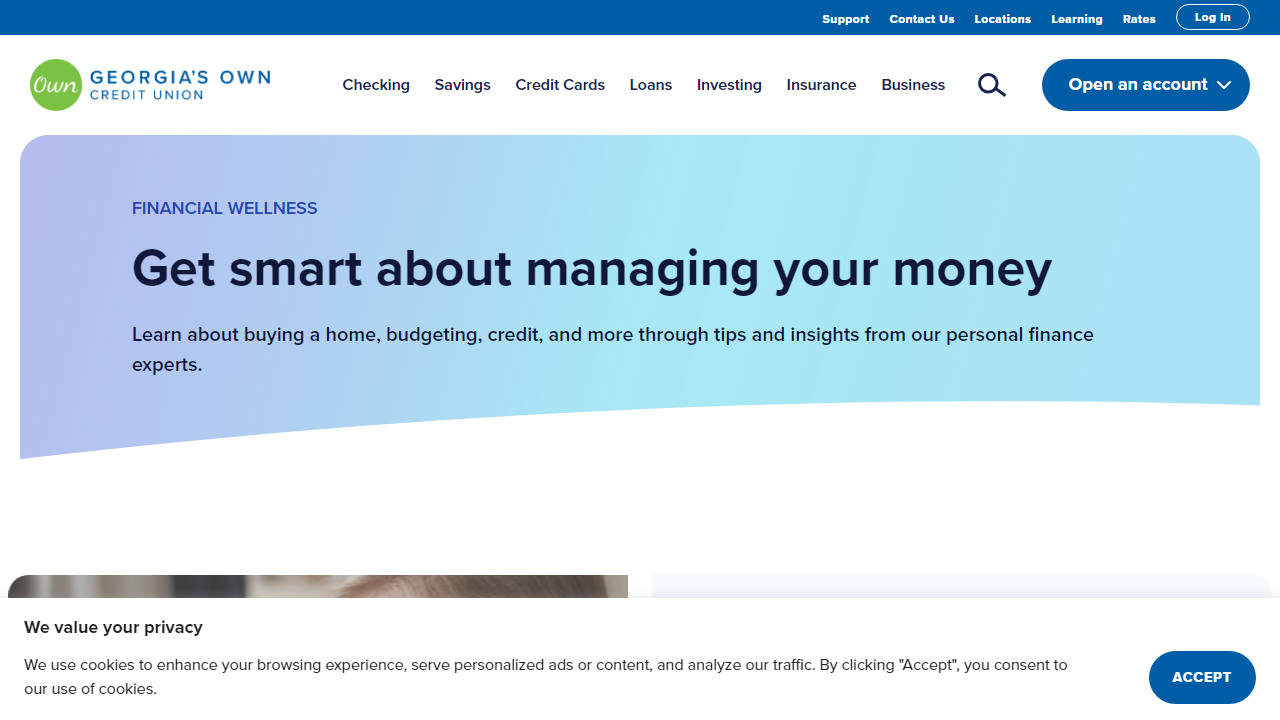 Support Contact Us Locations Learning Rates Log In
Own GEORGIA'S OWN
CREDIT UNION
Checking Savings Credit Cards Loans Investing Insurance Business Open an account
FINANCIAL WELLNESS
Get smart about managing your money
Learn about buying a home, budgeting, credit, and more through tips and insights from our personal finance
experts.
We value your privacy
We use cookies to enhance your browsing experience, serve personalized ads or content, and analyze our traffic. By clicking "Accept", you consent to
our use of cookies.
ACCEPT